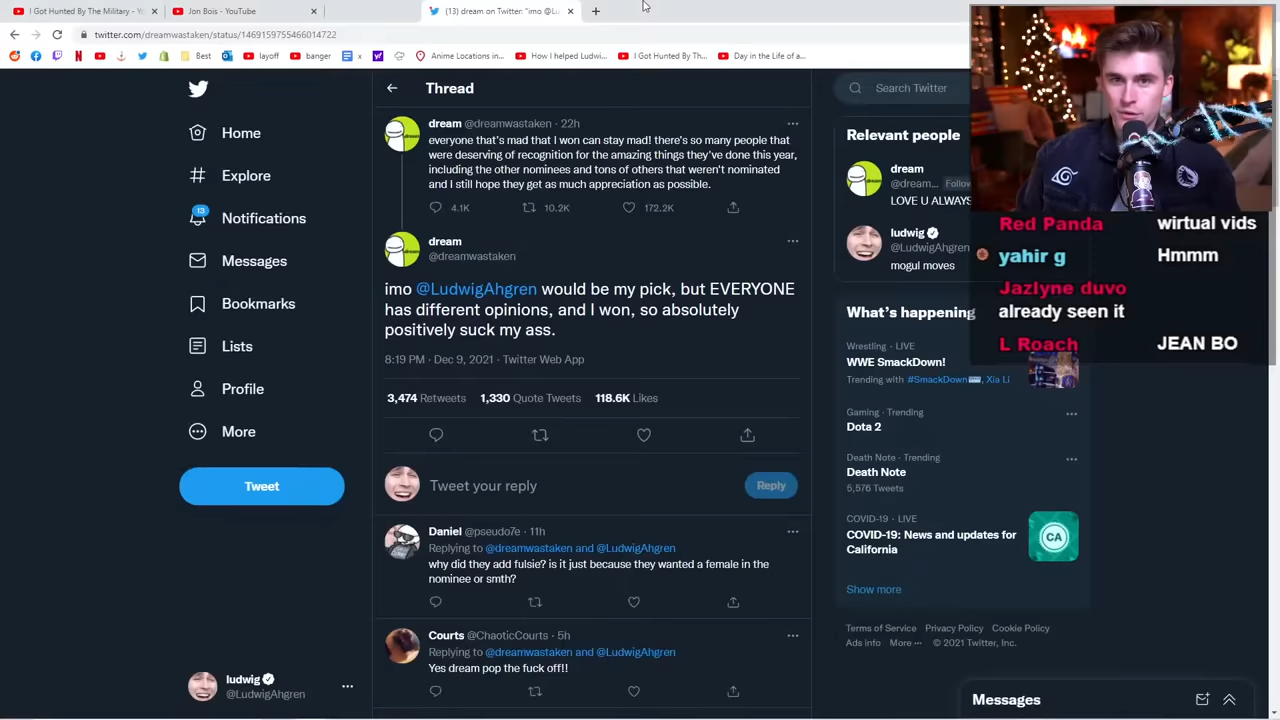 I Got Hunted By The Military - Y
Jon Bois - YouTube
(13) dream on Twitter: "imo @Lu
twitter.com/dreamwastaken/status/1469159755466014722
Best
layoff
banger
x
Anime Locations in...
How I helped Ludwi...
I Got Hunted By Th...
Day in the Life of a...
Home
Explore
13
Notifications
Messages
Bookmarks
Lists
Profile
More
Tweet
ludwig
@LudwigAhgren
Thread
dream @dreamwastaken · 22h
everyone that's mad that I won can stay mad! there's so many people that
were deserving of recognition for the amazing things they've done this year,
including the other nominees and tons of others that weren't nominated
and I still hope they get as much appreciation as possible.
4.1K 10.2K 172.2K
dream
@dreamwastaken
imo @LudwigAhgren would be my pick, but EVERYONE
has different opinions, and I won, so absolutely
positively suck my ass.
8:19 PM · Dec 9, 2021 · Twitter Web App
3,474 Retweets 1,330 Quote Tweets 118.6K Likes
Tweet your reply
Reply
Daniel @pseudo7e · 11h
Replying to @dreamwastaken and @LudwigAhgren
why did they add fulsie? is it just because they wanted a female in the
nominee or smth?
Courts @ChaoticCourts · 5h
Replying to @dreamwastaken and @LudwigAhgren
Yes dream pop the fuck off!!
Search Twitter
Relevant people
dream
@dream... Follow
LOVE U ALWAYS
ludwig
@LudwigAhgren
mogul moves
What's happening
Wrestling · LIVE
WWE SmackDown!
Trending with #SmackDown, Xia Li
Gaming · Trending
Dota 2
Death Note · Trending
Death Note
5,576 Tweets
COVID-19 · LIVE
COVID-19: News and updates for
California
CA
Show more
Terms of Service Privacy Policy Cookie Policy
Ads info More ··· © 2021 Twitter, Inc.
Messages
Red Panda wirtual vids
yahir g Hmmm
Jazlyne duvo
already seen it
L Roach JEAN BO